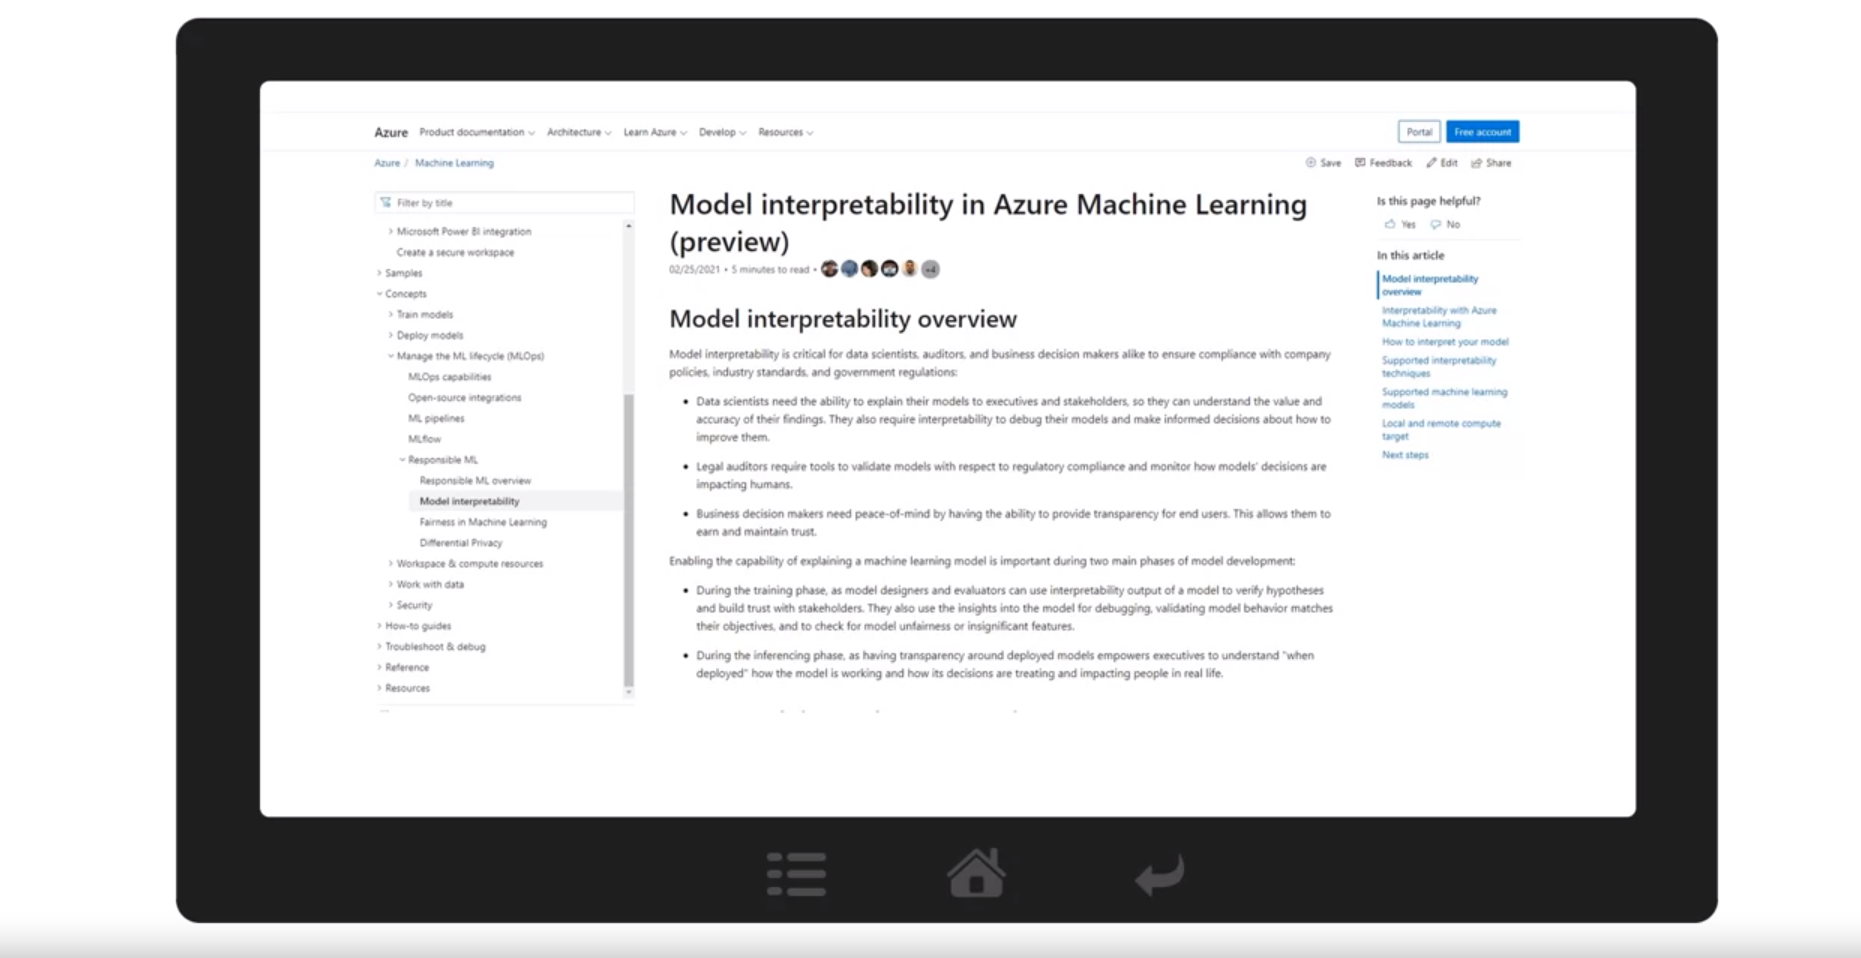 Azure Product documentation Architecture Learn Azure Develop Resources Portal Free account
Azure / Machine Learning
Save Feedback Edit Share
Filter by title
Microsoft Power BI integration
Create a secure workspace
Samples
Concepts
Train models
Deploy models
Manage the ML lifecycle (MLOps)
MLOps capabilities
Open-source integrations
ML pipelines
MLflow
Responsible ML
Responsible ML overview
Model interpretability
Fairness in Machine Learning
Differential Privacy
Workspace & compute resources
Work with data
Security
How-to guides
Troubleshoot & debug
Reference
Resources
Model interpretability in Azure Machine Learning
(preview)
02/25/2021 • 5 minutes to read • +4
Model interpretability overview
Model interpretability is critical for data scientists, auditors, and business decision makers alike to ensure compliance with company
policies, industry standards, and government regulations:
• Data scientists need the ability to explain their models to executives and stakeholders, so they can understand the value and
accuracy of their findings. They also require interpretability to debug their models and make informed decisions about how to
improve them.
• Legal auditors require tools to validate models with respect to regulatory compliance and monitor how models' decisions are
impacting humans.
• Business decision makers need peace-of-mind by having the ability to provide transparency for end users. This allows them to
earn and maintain trust.
Enabling the capability of explaining a machine learning model is important during two main phases of model development:
• During the training phase, as model designers and evaluators can use interpretability output of a model to verify hypotheses
and build trust with stakeholders. They also use the insights into the model for debugging, validating model behavior matches
their objectives, and to check for model unfairness or insignificant features.
• During the inferencing phase, as having transparency around deployed models empowers executives to understand "when
deployed" how the model is working and how its decisions are treating and impacting people in real life.
Is this page helpful?
Yes No
In this article
Model interpretability
overview
Interpretability with Azure
Machine Learning
How to interpret your model
Supported interpretability
techniques
Supported machine learning
models
Local and remote compute
target
Next steps